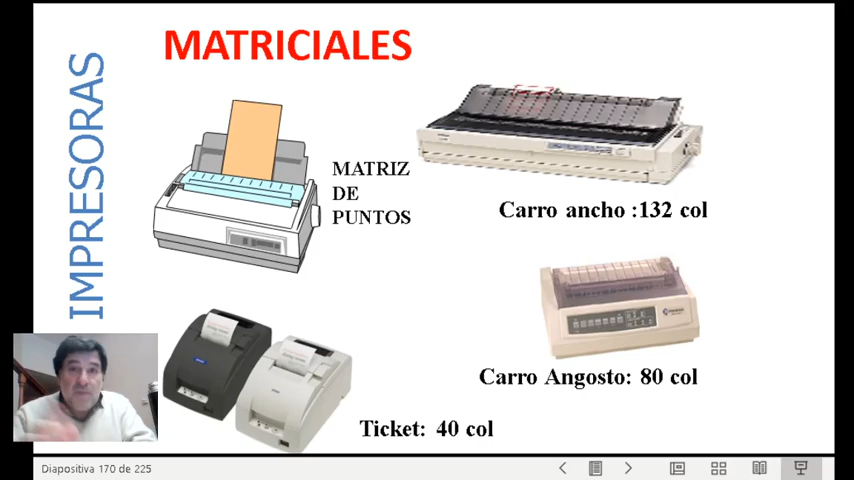 MATRICIALES
IMPRESORAS
MATRIZ
DE
PUNTOS
Carro ancho :132 col
Carro Angosto: 80 col
Ticket: 40 col
Diapositiva 170 de 225